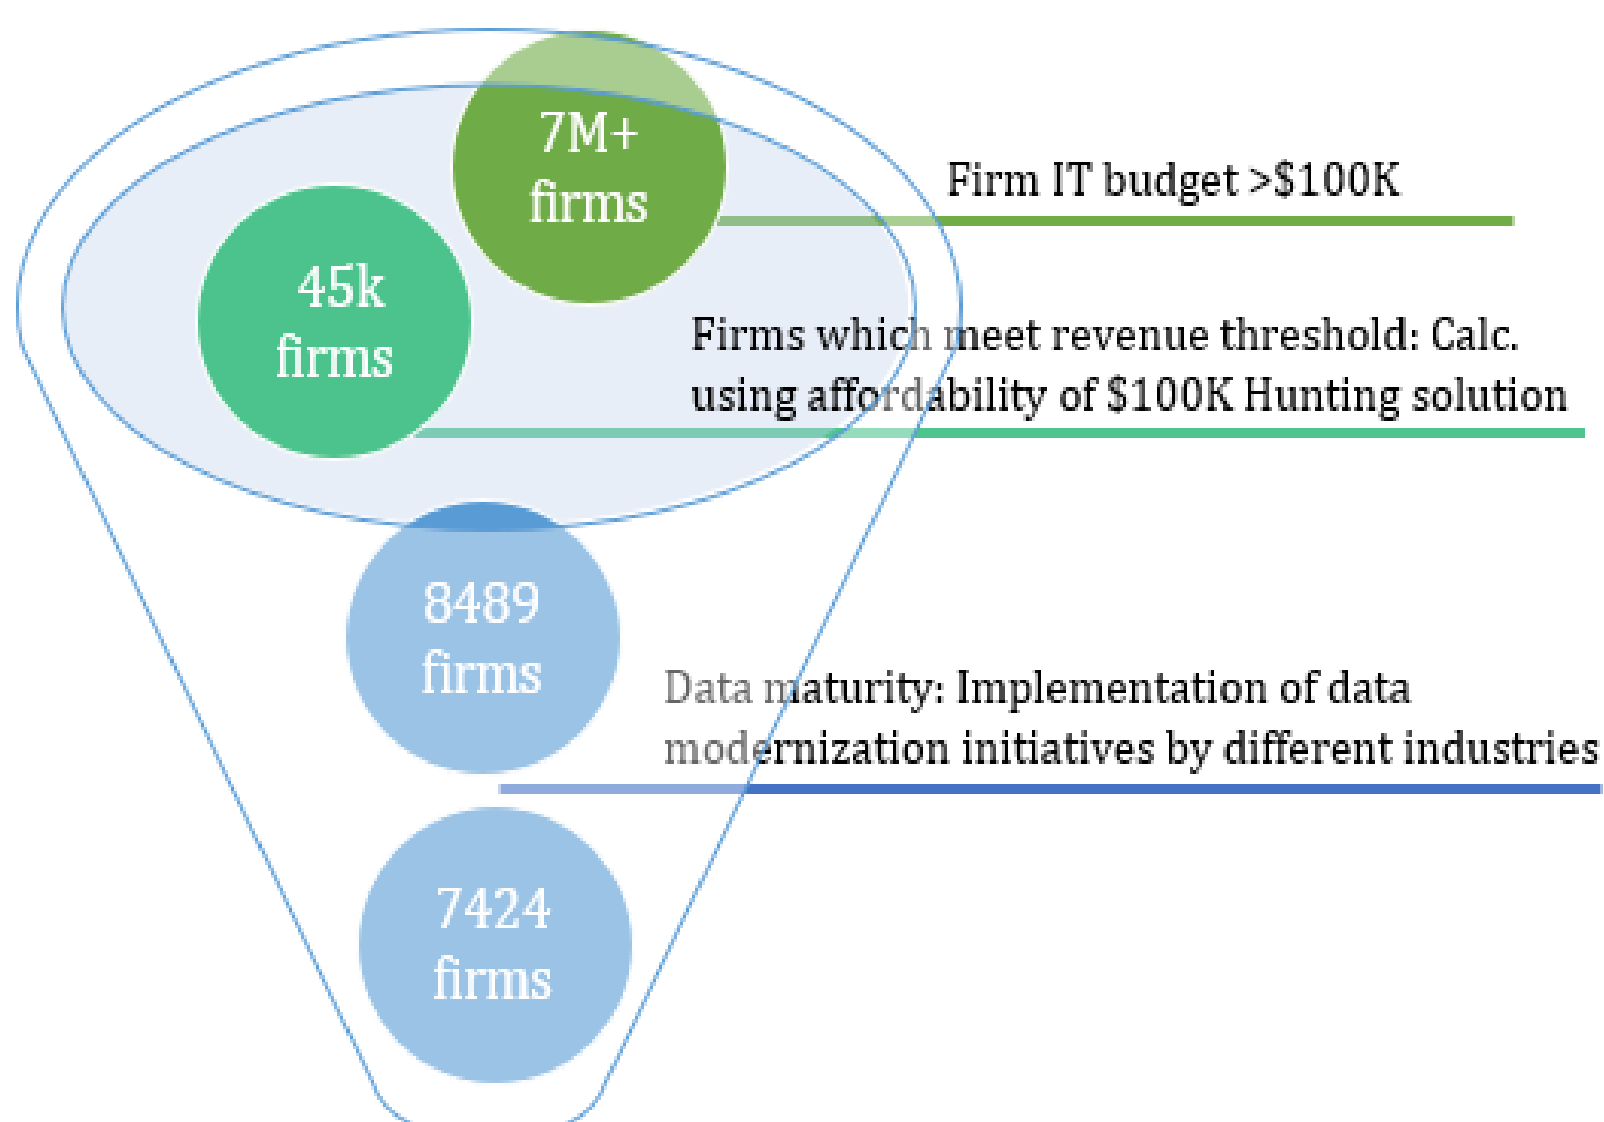 7M+
firms
Firm IT budget >$100K
45k
firms
Firms which meet revenue threshold: Calc.
using affordability of $100K Hunting solution
8489
firms
Data maturity: Implementation of data
modernization initiatives by different industries
7424
firms